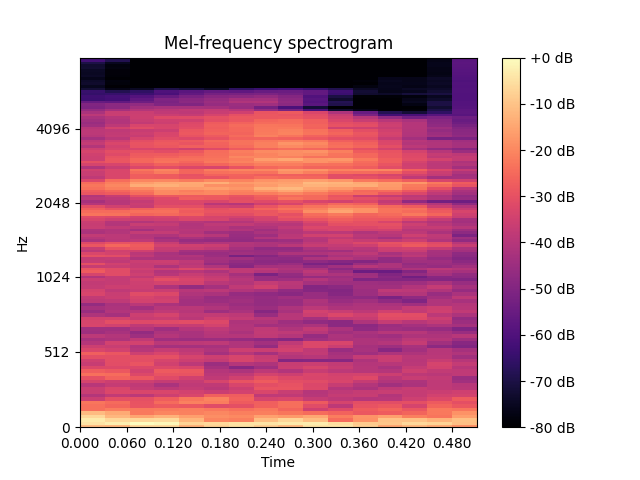 Mel-frequency spectrogram
+0 dB
-10 dB
-20 dB
-30 dB
-40 dB
-50 dB
-60 dB
-70 dB
-80 dB
4096
2048
1024
512
0
Hz
0.000 0.060 0.120 0.180 0.240 0.300 0.360 0.420 0.480
Time